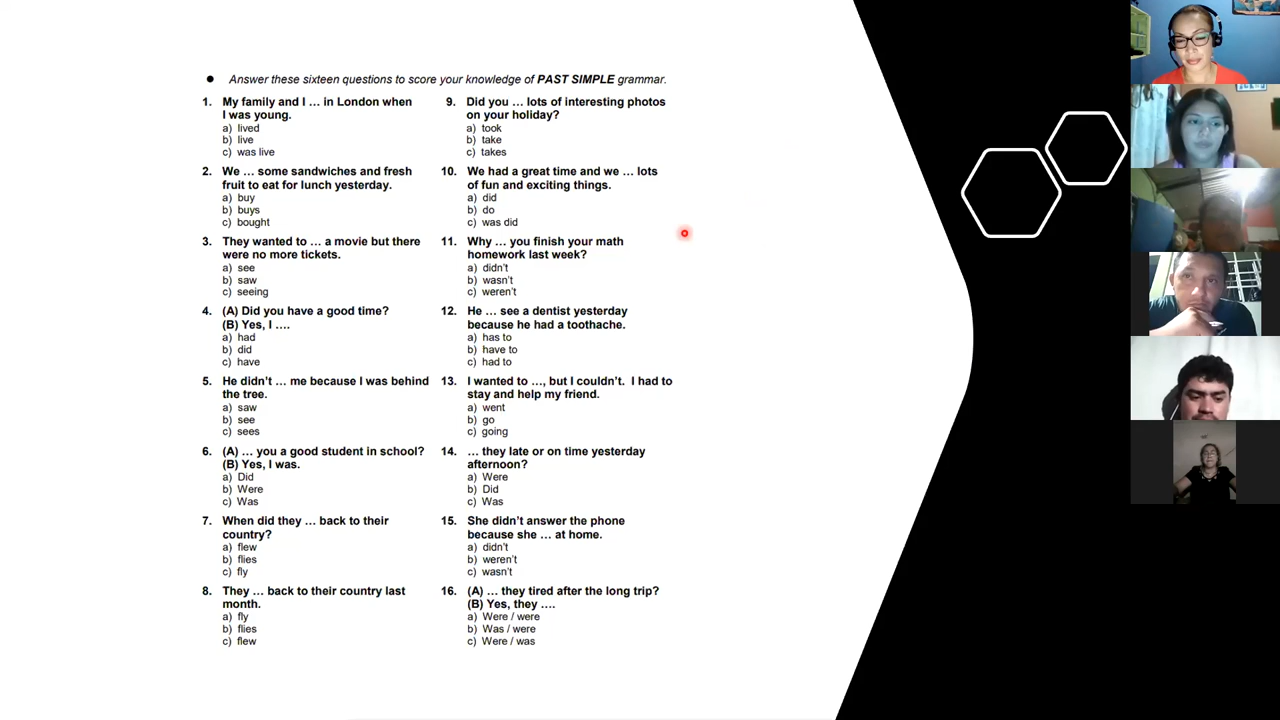 ● Answer these sixteen questions to score your knowledge of PAST SIMPLE grammar.
1. My family and I … in London when
I was young.
a) lived
b) live
c) was live
2. We … some sandwiches and fresh
fruit to eat for lunch yesterday.
a) buy
b) buys
c) bought
3. They wanted to … a movie but there
were no more tickets.
a) see
b) saw
c) seeing
4. (A) Did you have a good time?
(B) Yes, I ….
a) had
b) did
c) have
5. He didn't … me because I was behind
the tree.
a) saw
b) see
c) sees
6. (A) … you a good student in school?
(B) Yes, I was.
a) Did
b) Were
c) Was
7. When did they … back to their
country?
a) flew
b) flies
c) fly
8. They … back to their country last
month.
a) fly
b) flies
c) flew
9. Did you … lots of interesting photos
on your holiday?
a) took
b) take
c) takes
10. We had a great time and we … lots
of fun and exciting things.
a) did
b) do
c) was did
11. Why … you finish your math
homework last week?
a) didn't
b) wasn't
c) weren't
12. He … see a dentist yesterday
because he had a toothache.
a) has to
b) have to
c) had to
13. I wanted to …, but I couldn't. I had to
stay and help my friend.
a) went
b) go
c) going
14. … they late or on time yesterday
afternoon?
a) Were
b) Did
c) Was
15. She didn't answer the phone
because she … at home.
a) didn't
b) weren't
c) wasn't
16. (A) … they tired after the long trip?
(B) Yes, they ….
a) Were / were
b) Was / were
c) Were / was